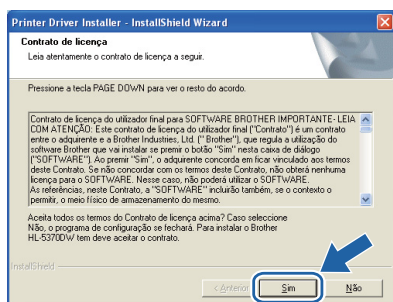 Printer Driver Installer - InstallShield Wizard
Contrato de licença
Leia atentamente o contrato de licença a seguir.
Pressione a tecla PAGE DOWN para ver o resto do acordo.
Contrato de licença do utilizador final para SOFTWARE BROTHER IMPORTANTE- LEIA
COM ATENÇÃO: Este contrato de licença do utilizador final ("Contrato") é um contrato
entre o adquirente e a Brother Industries, Ltd. (" Brother"), que regula a utilização do
software Brother que vai instalar se premir o botão "Sim" nesta caixa de diálogo
("SOFTWARE"). Ao premir "Sim", o adquirente concorda em ficar vinculado aos termos
deste Contrato. Se não concordar com os termos deste Contrato, não obterá nenhuma
licença para o SOFTWARE. Nesse caso, não poderá utilizar o SOFTWARE.
As referências, neste Contrato, a "SOFTWARE" incluirão também, se o contexto o
permitir, o meio físico de armazenamento do mesmo.
Aceita todos os termos do Contrato de licença acima? Caso seleccione
Não, o programa de configuração se fechará. Para instalar o Brother
HL-5370DW tem deve aceitar o contrato.
InstallShield
< Anterior
Sim
Não